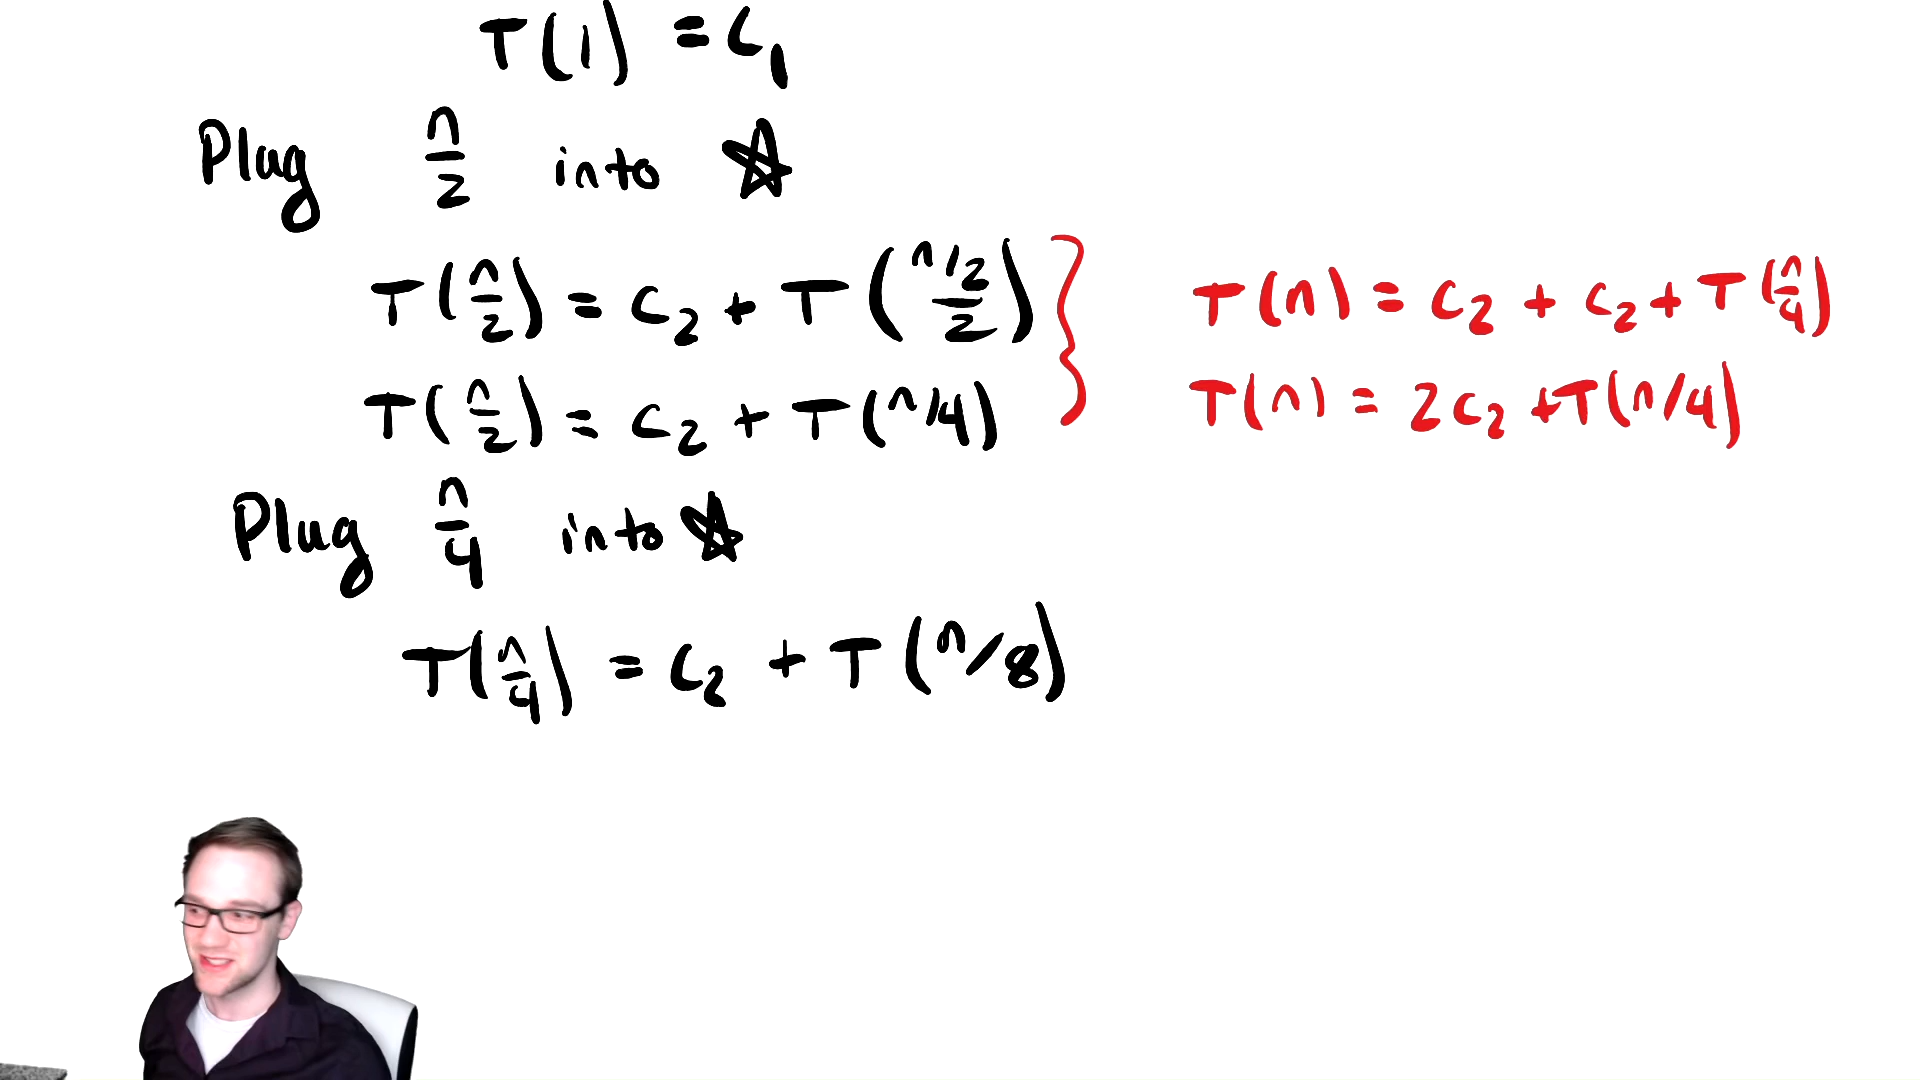 T(1) = C₁
Plug n/2 into ☆
T(n/2) = C₂ + T((n/2)/2)
T(n) = C₂ + C₂ + T(n/4)
T(n/2) = C₂ + T(n/4)
T(n) = 2C₂ + T(n/4)
Plug n/4 into ☆
T(n/4) = C₂ + T(n/8)